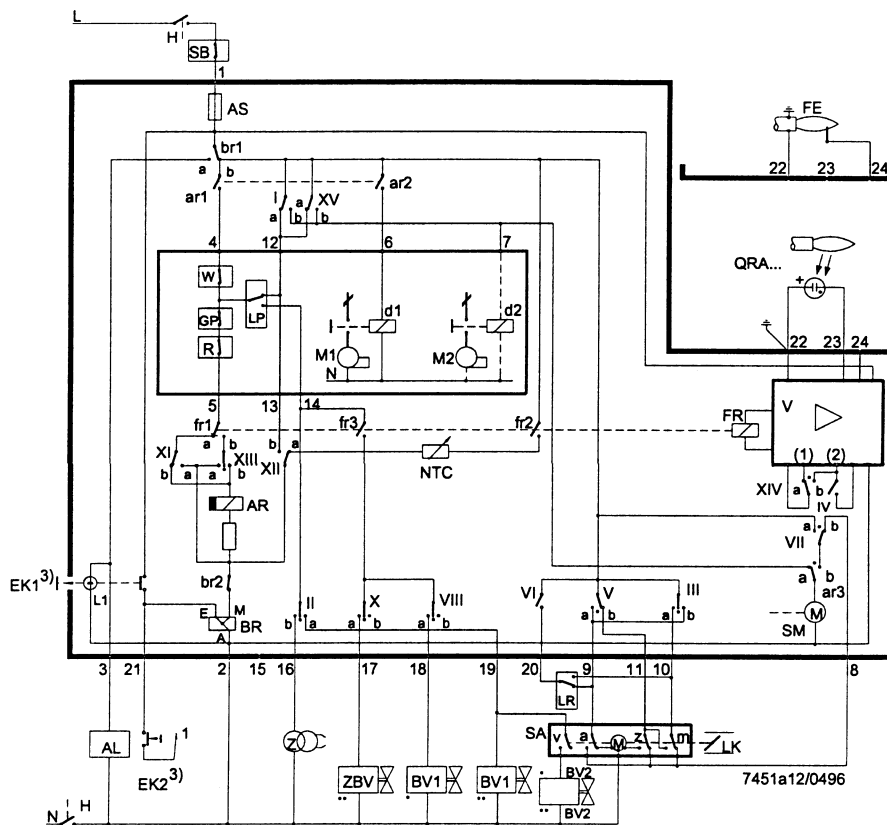 L
H
SB
1
AS
FE
br1
a b
22 23 24
ar1
ar2
I
a
XV
a b b
4 12 6 7
W
QRA...
+
LP
d1
d2
GP
22 23 24
R
M1
M2
N
V
5 13 14
fr1
fr3
fr2
FR
b a
XI
b
XIII
XII
NTC
(1) (2)
b a a b
XIV
a b
IV
AR
a b
VII
EK1³⁾
L1
br2
a b
ar3
VI
V
III
II
X
VIII
E M
BR
A
b a
a b
a b
a b
a b
M
SM
3 21 2 15 16 17 18 19 20 9 11 10 8
LR
SA
v a M z m
LK
AL
1
Z
EK2³⁾
ZBV
BV1
BV1
BV2
BV2
7451a12/0496
N
H